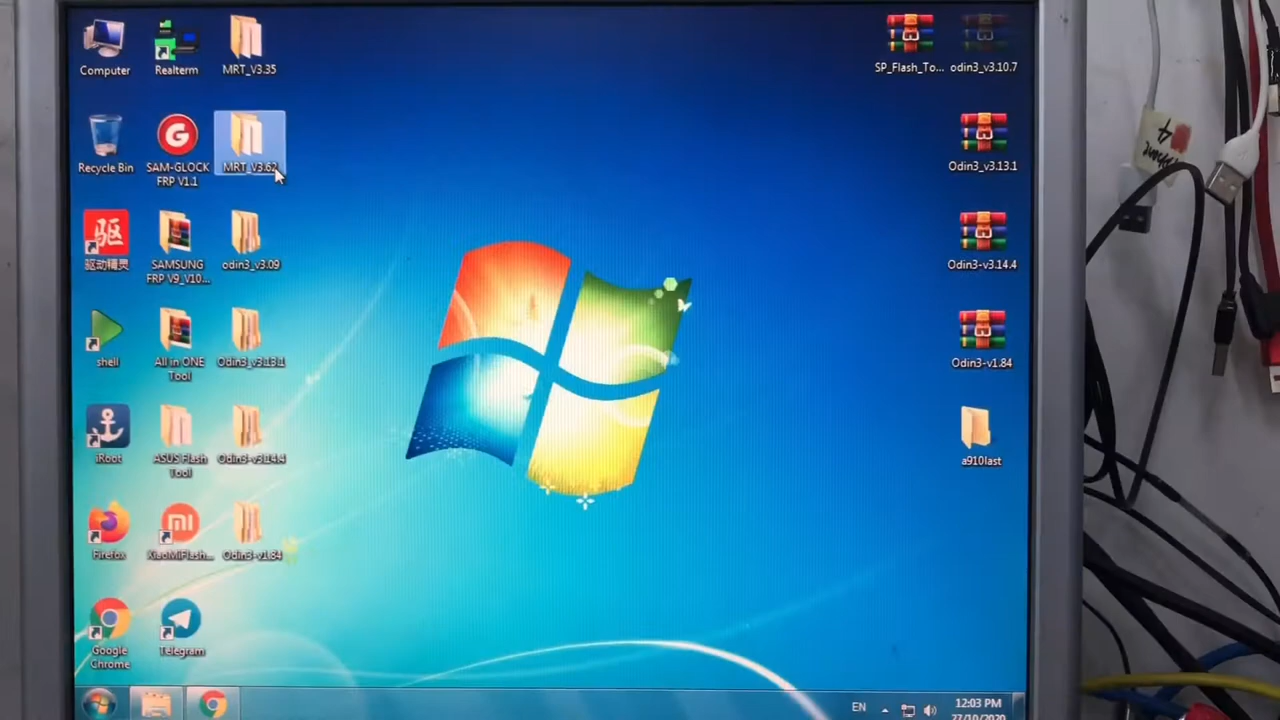 Computer
Realterm
MRT_V3.35
SP_Flash_To...
odin3_v3.10.7
Recycle Bin
SAM-GLOCK
FRP V1.1
MRT_V3.62
Odin3_v3.13.1
驱
驱动精灵
SAMSUNG
FRP V9_V10...
odin3_v3.09
Odin3-v3.14.4
shell
All in ONE
Tool
Odin3_v3.13.1
Odin3-v1.84
iRoot
ASUS Flash
Tool
Odin3-v3.14.4
a910last
Firefox
XiaoMiFlash...
Odin3-v1.84
Google
Chrome
Telegram
EN
12:03 PM
27/10/2020
4